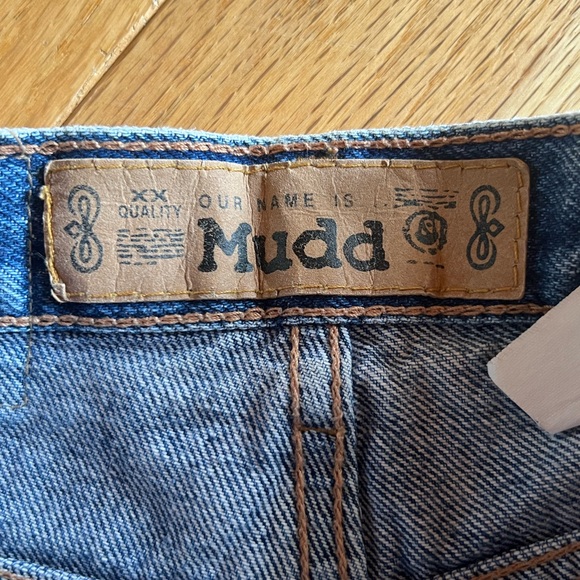 XX
QUALITY
OUR NAME IS ...
Mudd